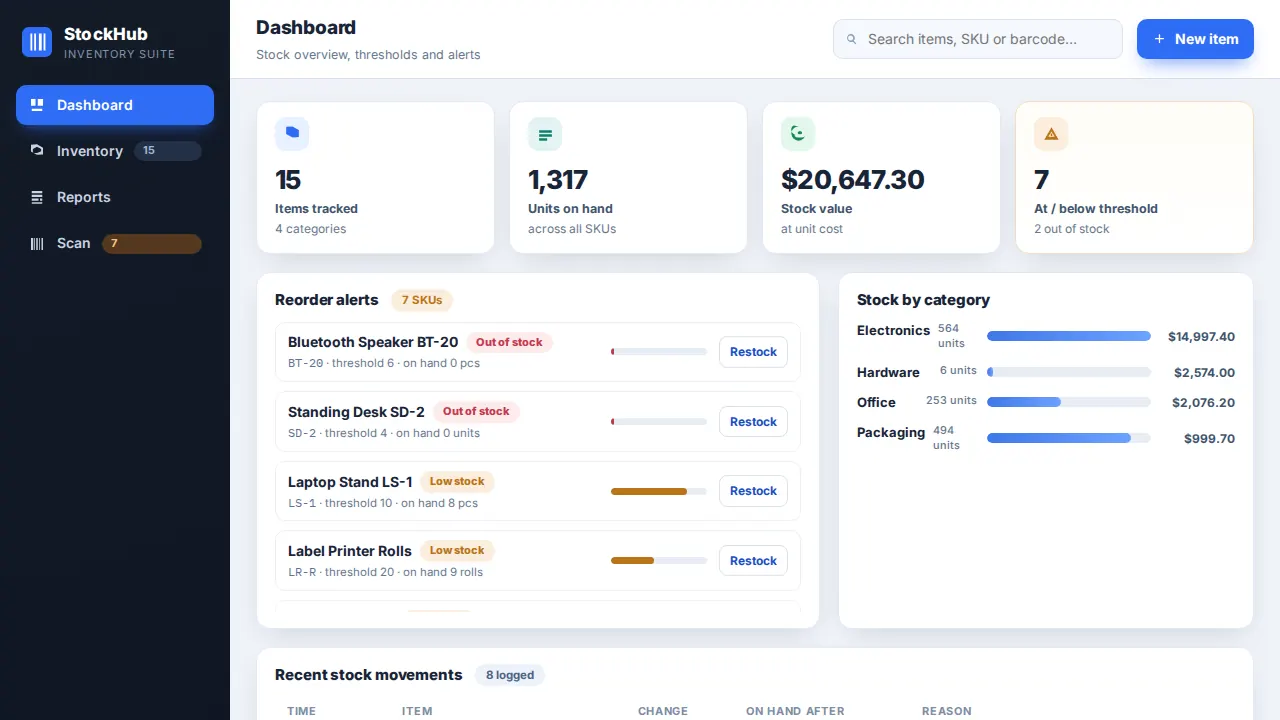 StockHub
INVENTORY SUITE
Dashboard
Inventory 15
Reports
Scan 7
Dashboard
Stock overview, thresholds and alerts
Search items, SKU or barcode...
+ New item
15
Items tracked
4 categories
1,317
Units on hand
across all SKUs
$20,647.30
Stock value
at unit cost
7
At / below threshold
2 out of stock
Reorder alerts 7 SKUs
Bluetooth Speaker BT-20 Out of stock
BT-20 · threshold 6 · on hand 0 pcs
Restock
Standing Desk SD-2 Out of stock
SD-2 · threshold 4 · on hand 0 units
Restock
Laptop Stand LS-1 Low stock
LS-1 · threshold 10 · on hand 8 pcs
Restock
Label Printer Rolls Low stock
LR-R · threshold 20 · on hand 9 rolls
Restock
Stock by category
Electronics 564 units $14,997.40
Hardware 6 units $2,574.00
Office 253 units $2,076.20
Packaging 494 units $999.70
Recent stock movements 8 logged
TIME ITEM CHANGE ON HAND AFTER REASON